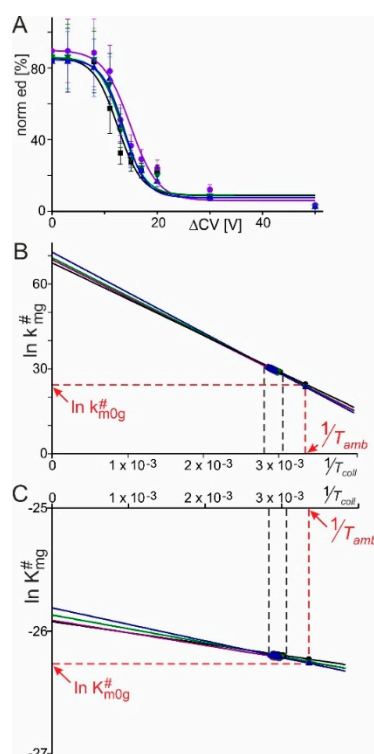 A
norm ed [%]
80
40
0
0
20
40
ΔCV [V]
B
ln k#mg
60
30
0
ln k#m0g
1/Tamb
0
1 x 10-3
2 x 10-3
3 x 10-3
1/Tcoll
C
0
1 x 10-3
2 x 10-3
3 x 10-3
1/Tcoll
-25
ln K#mg
1/Tamb
-26
ln K#m0g
-27